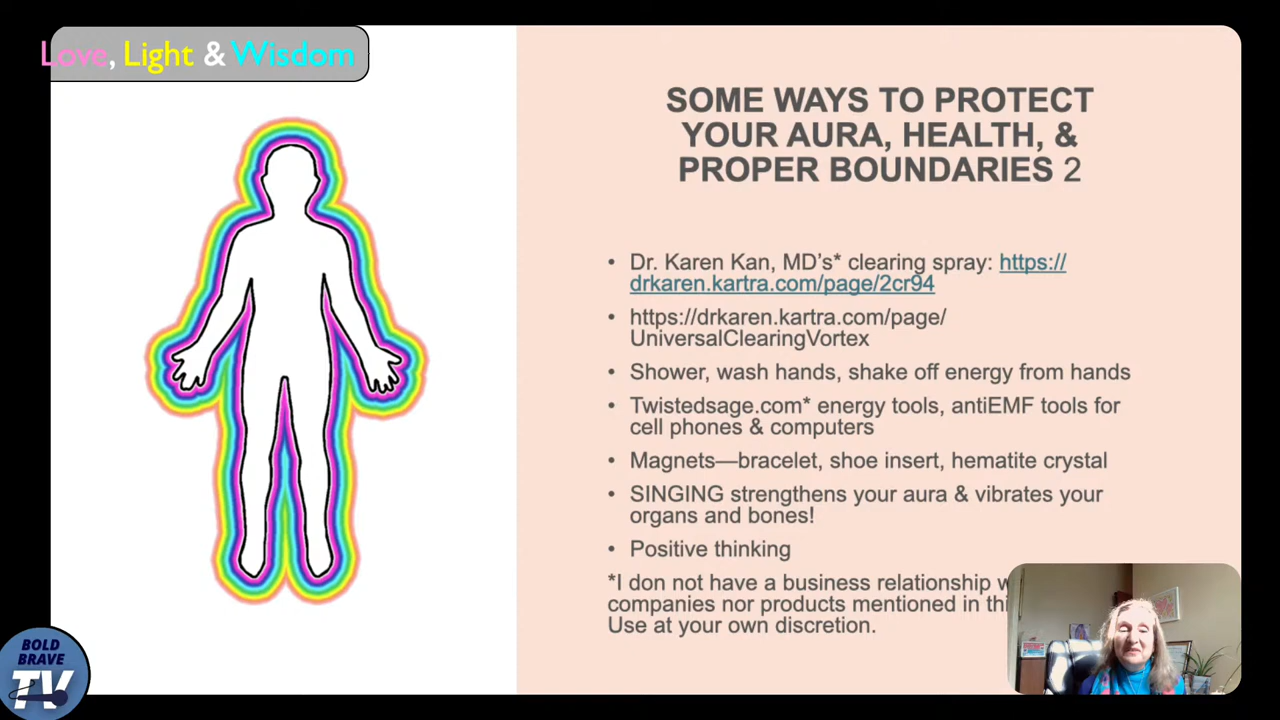 Love, Light & Wisdom
SOME WAYS TO PROTECT
YOUR AURA, HEALTH, &
PROPER BOUNDARIES 2
• Dr. Karen Kan, MD's* clearing spray: https://
drkaren.kartra.com/page/2cr94
• https://drkaren.kartra.com/page/
UniversalClearingVortex
• Shower, wash hands, shake off energy from hands
• Twistedsage.com* energy tools, antiEMF tools for
cell phones & computers
• Magnets—bracelet, shoe insert, hematite crystal
• SINGING strengthens your aura & vibrates your
organs and bones!
• Positive thinking
*I don not have a business relationship
companies nor products mentioned in
Use at your own discretion.
BOLD
BRAVE
TV